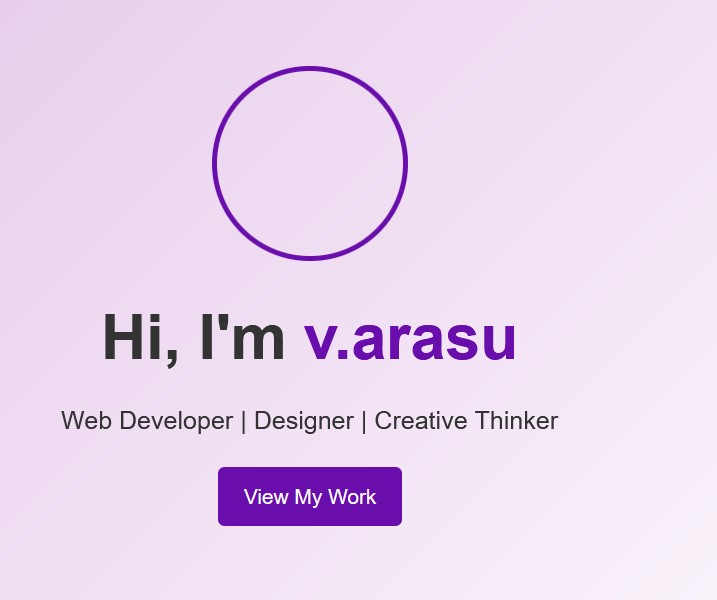 Hi, I'm v.arasu
Web Developer | Designer | Creative Thinker
View My Work